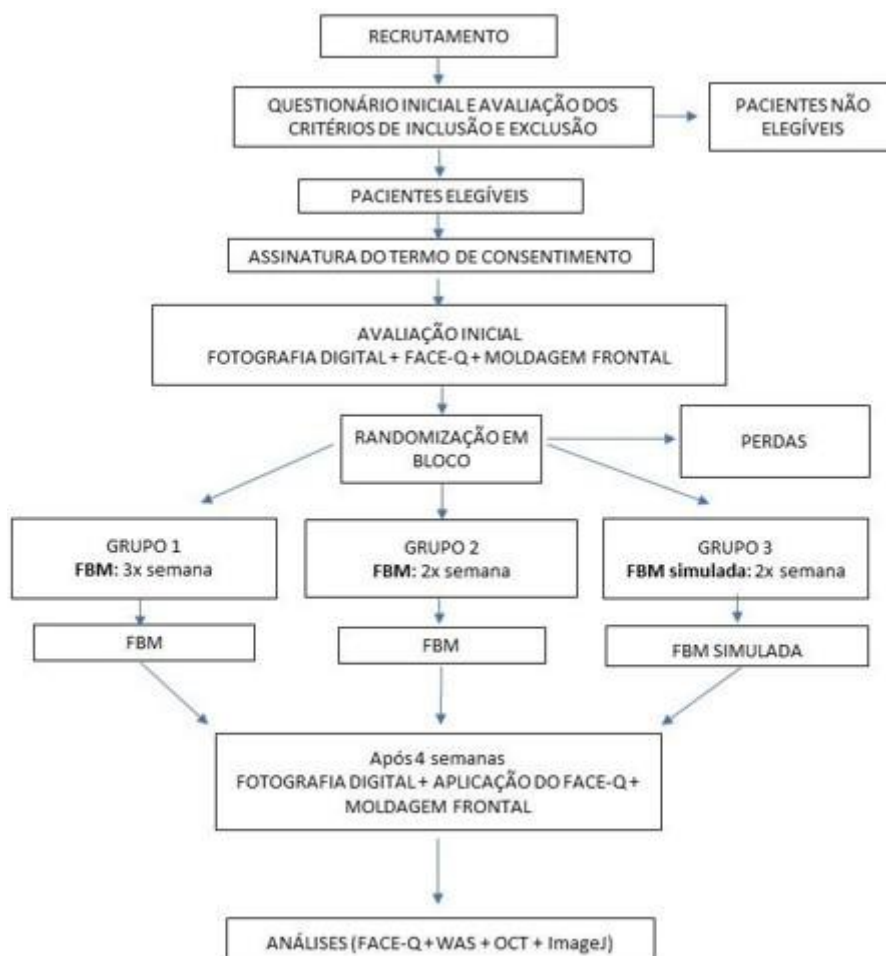 RECRUTAMENTO
QUESTIONÁRIO INICIAL E AVALIAÇÃO DOS
CRITÉRIOS DE INCLUSÃO E EXCLUSÃO
PACIENTES NÃO
ELEGÍVEIS
PACIENTES ELEGÍVEIS
ASSINATURA DO TERMO DE CONSENTIMENTO
AVALIAÇÃO INICIAL
FOTOGRAFIA DIGITAL + FACE-Q + MOLDAGEM FRONTAL
RANDOMIZAÇÃO EM
BLOCO
PERDAS
GRUPO 1
FBM: 3x semana
GRUPO 2
FBM: 2x semana
GRUPO 3
FBM simulada: 2x semana
FBM
FBM
FBM SIMULADA
Após 4 semanas
FOTOGRAFIA DIGITAL + APLICAÇÃO DO FACE-Q +
MOLDAGEM FRONTAL
ANÁLISES (FACE-Q + WAS + OCT + ImageJ)